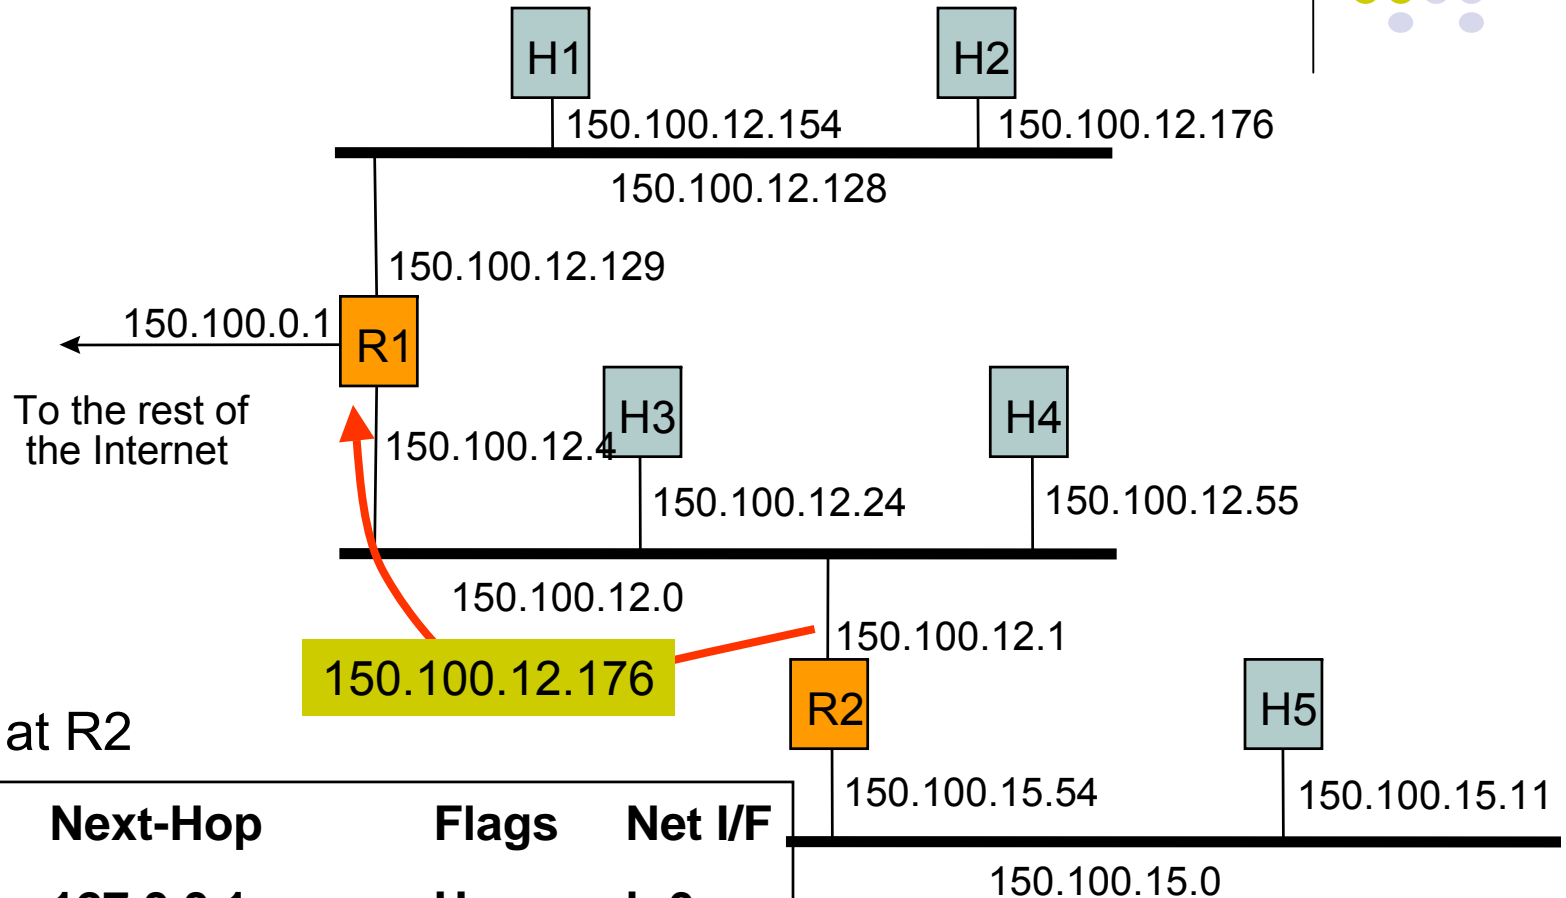 H1
H2
150.100.12.154
150.100.12.176
150.100.12.128
150.100.12.129
150.100.0.1
R1
To the rest of
the Internet
150.100.12.4
H3
H4
150.100.12.24
150.100.12.55
150.100.12.0
150.100.12.1
150.100.12.176
R2
H5
at R2
150.100.15.54
150.100.15.11
Next-Hop Flags Net I/F
150.100.15.0